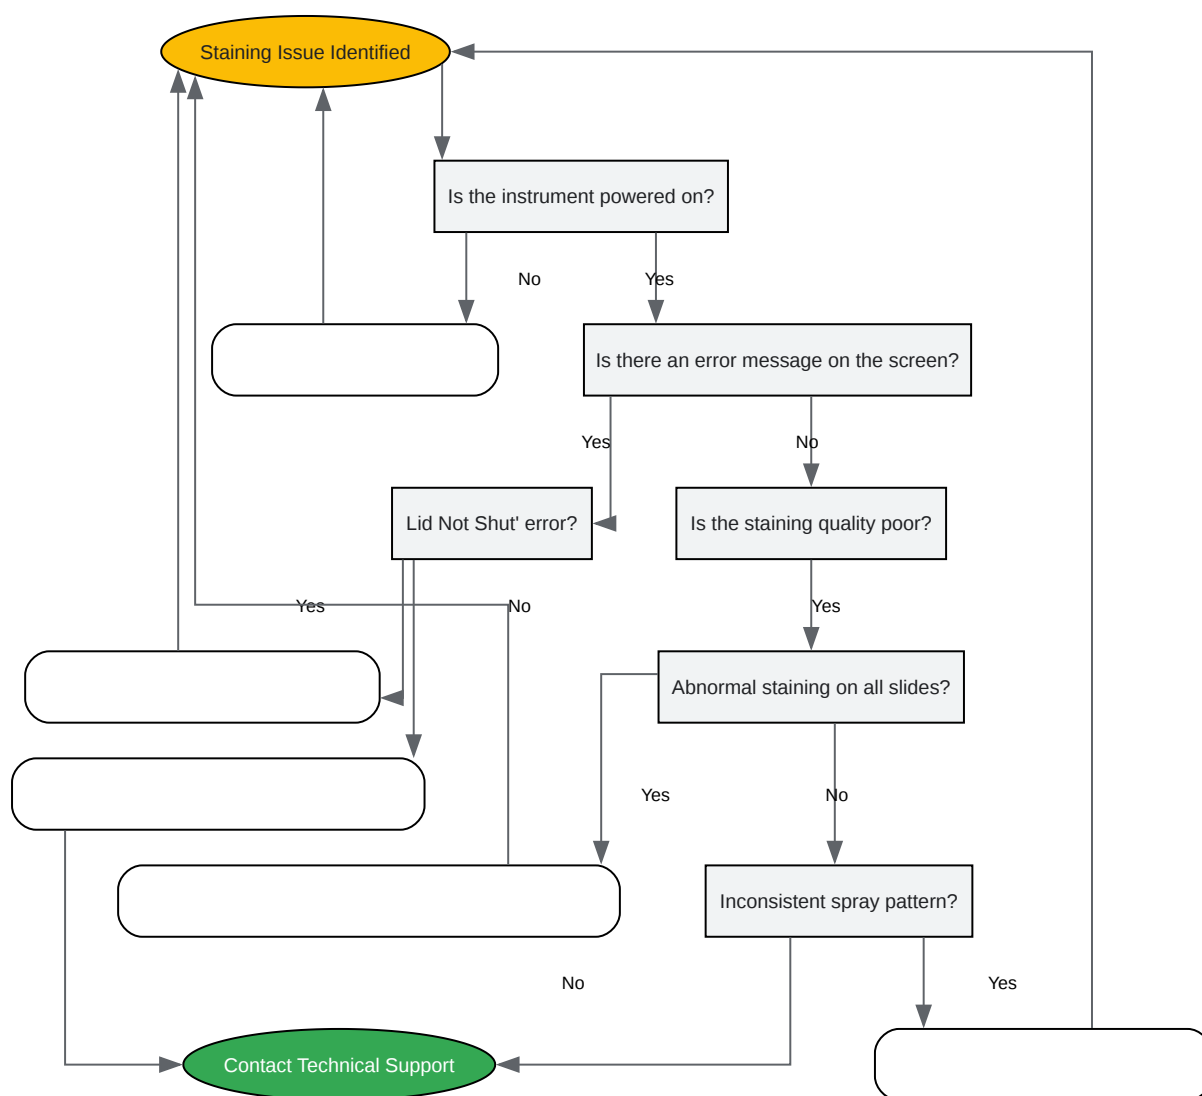 Staining Issue Identified
Is the instrument powered on?
No
Yes
Is there an error message on the screen?
Yes
No
Lid Not Shut' error?
Is the staining quality poor?
Yes
No
Yes
Abnormal staining on all slides?
Yes
No
Inconsistent spray pattern?
No
Yes
Contact Technical Support